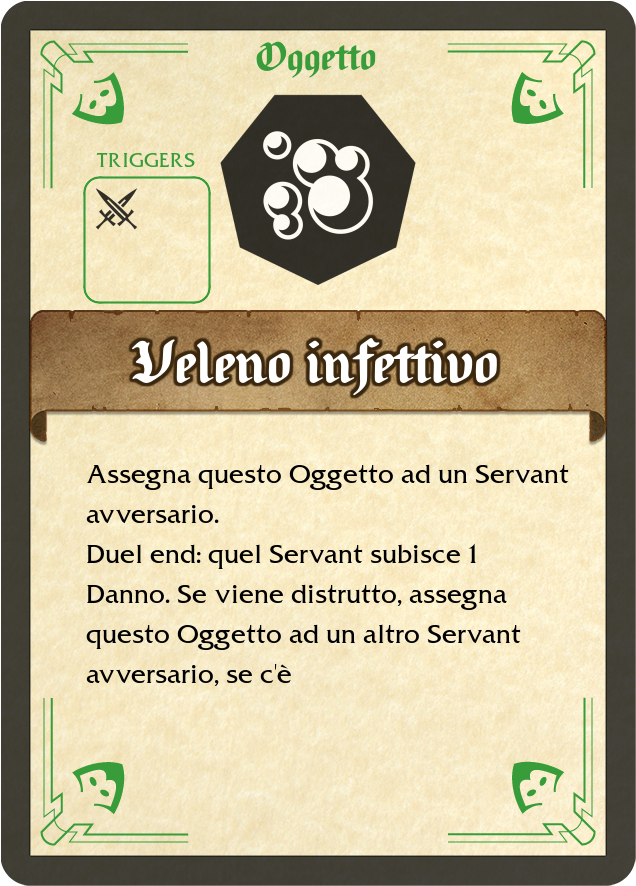 Oggetto
TRIGGERS
Veleno infettivo
Assegna questo Oggetto ad un Servant
avversario.
Duel end: quel Servant subisce 1
Danno. Se viene distrutto, assegna
questo Oggetto ad un altro Servant
avversario, se c'è